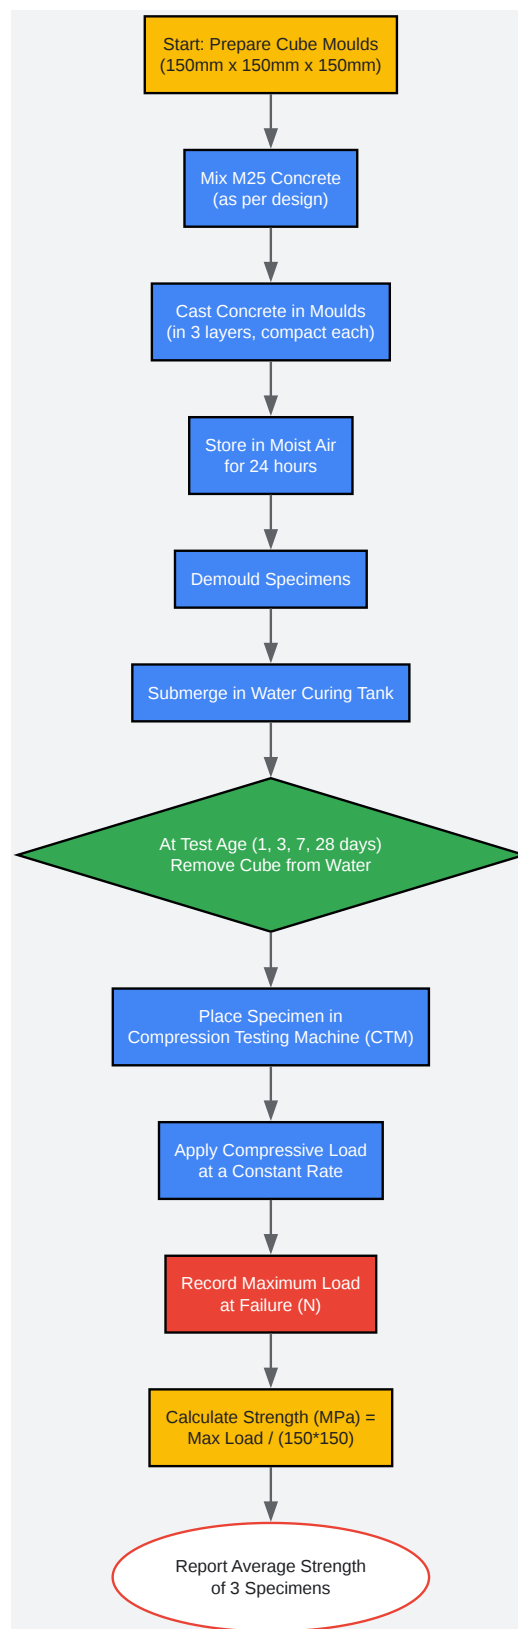 Start: Prepare Cube Moulds
(150mm x 150mm x 150mm)
Mix M25 Concrete
(as per design)
Cast Concrete in Moulds
(in 3 layers, compact each)
Store in Moist Air
for 24 hours
Demould Specimens
Submerge in Water Curing Tank
At Test Age (1, 3, 7, 28 days)
Remove Cube from Water
Place Specimen in
Compression Testing Machine (CTM)
Apply Compressive Load
at a Constant Rate
Record Maximum Load
at Failure (N)
Calculate Strength (MPa) =
Max Load / (150*150)
Report Average Strength
of 3 Specimens